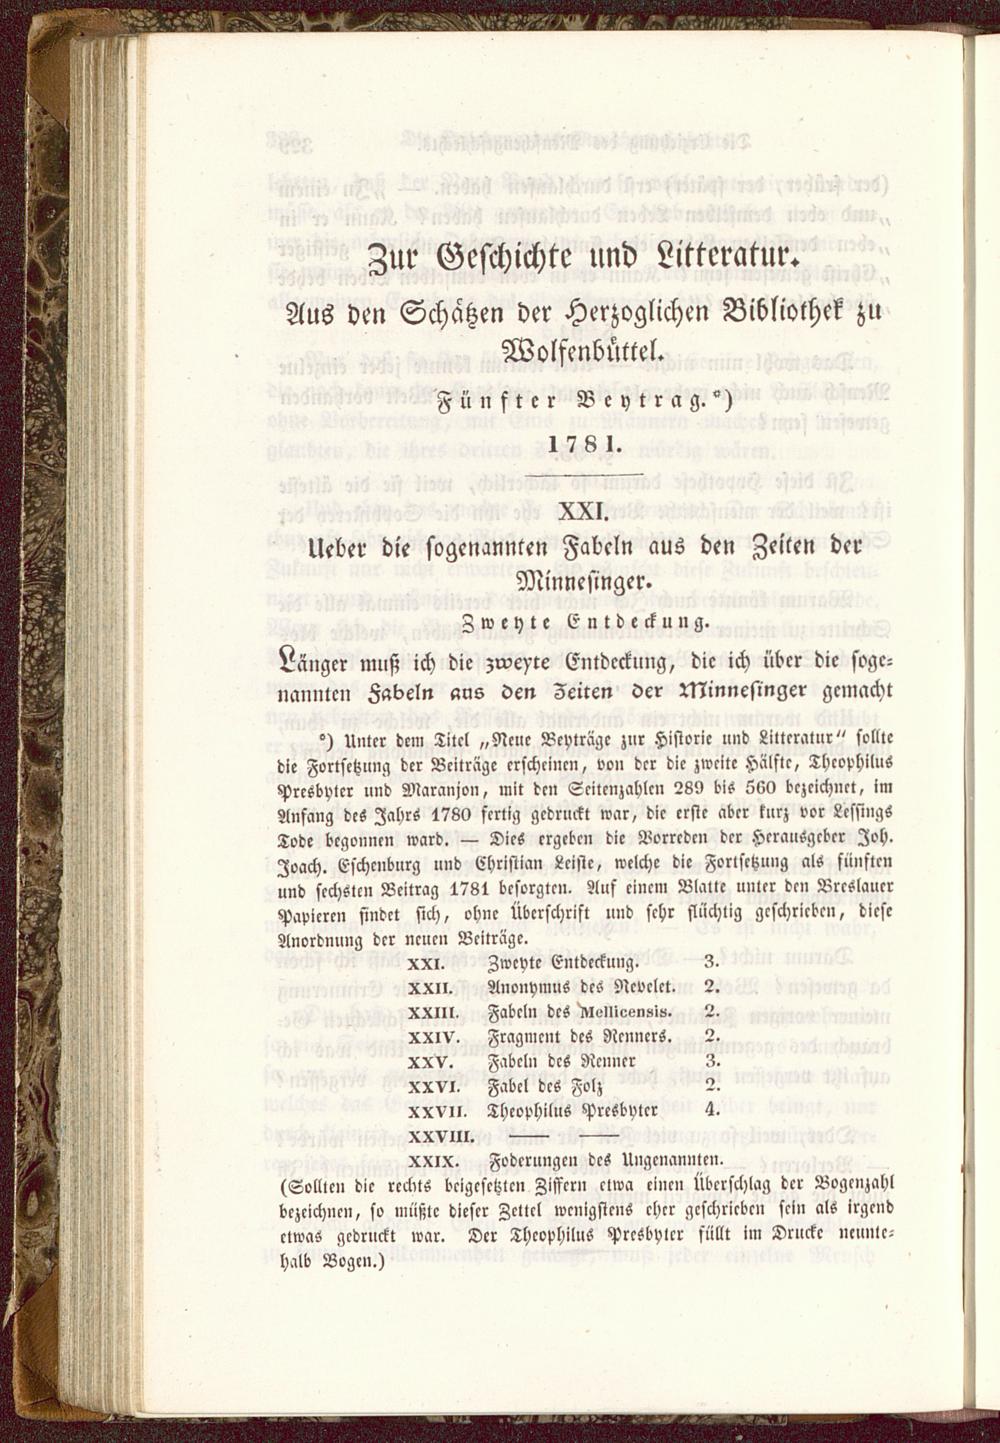 Zur Geschichte und Litteratur.
Aus den Schätzen der Herzoglichen Bibliothek zu
Wolfenbüttel.
Fünfter Beytrag.*)
1781.
XXI.
Ueber die sogenannten Fabeln aus den Zeiten der
Minnesinger.
Zweyte Entdeckung.
Länger muß ich die zweyte Entdeckung, die ich über die soge-
nannten Fabeln aus den Zeiten der Minnesinger gemacht
*) Unter dem Titel „Neue Beyträge zur Historie und Litteratur“ sollte
die Fortsetzung der Beiträge erscheinen, von der die zweite Hälfte, Theophilus
Presbyter und Maranjon, mit den Seitenzahlen 289 bis 560 bezeichnet, im
Anfang des Jahrs 1780 fertig gedruckt war, die erste aber kurz vor Lessings
Tode begonnen ward. — Dies ergeben die Vorreden der Herausgeber Joh.
Joach. Eschenburg und Christian Leiste, welche die Fortsetzung als fünften
und sechsten Beitrag 1781 besorgten. Auf einem Blatte unter den Breslauer
Papieren findet sich, ohne Überschrift und sehr flüchtig geschrieben, diese
Anordnung der neuen Beiträge.
XXI. Zweyte Entdeckung. 3.
XXII. Anonymus des Nevelet. 2.
XXIII. Fabeln des Mellicensis. 2.
XXIV. Fragment des Renners. 2.
XXV. Fabeln des Renner 3.
XXVI. Fabel des Folz 2.
XXVII. Theophilus Presbyter 4.
XXVIII. — —
XXIX. Foderungen des Ungenannten.
(Sollten die rechts beigesetzten Ziffern etwa einen Überschlag der Bogenzahl
bezeichnen, so müßte dieser Zettel wenigstens eher geschrieben sein als irgend
etwas gedruckt war. Der Theophilus Presbyter füllt im Drucke neunte-
halb Bogen.)